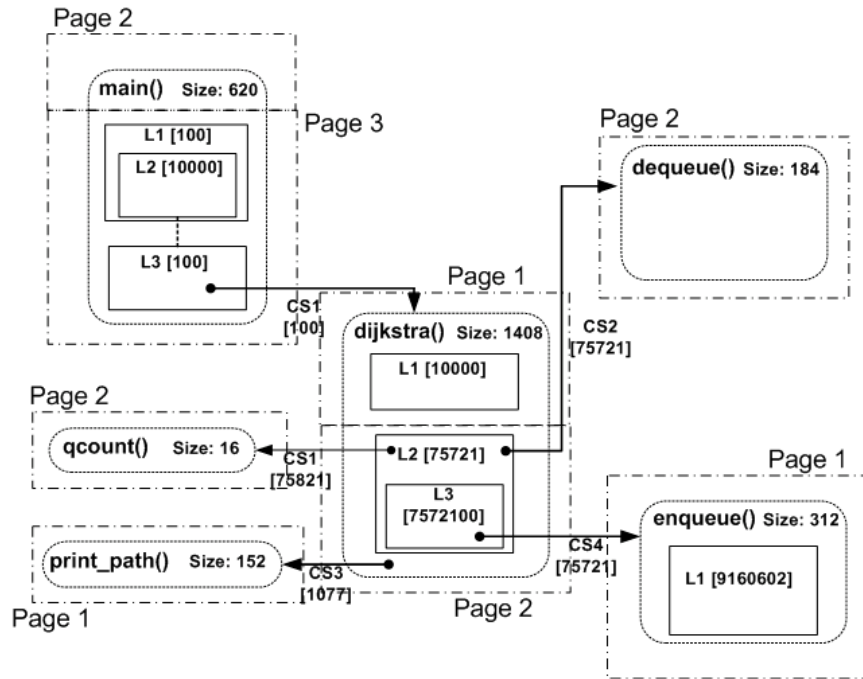 Page 2
main() Size: 620
Page 3
L1 [100]
L2 [10000]
L3 [100]
CS1
[100]
Page 2
dequeue() Size: 184
Page 1
dijkstra() Size: 1408
L1 [10000]
CS2
[75721]
Page 2
qcount() Size: 16
CS1
[75821]
L2 [75721]
L3
[7572100]
Page 1
enqueue() Size: 312
L1 [9160602]
CS4
[75721]
print_path() Size: 152
CS3
[1077]
Page 1
Page 2